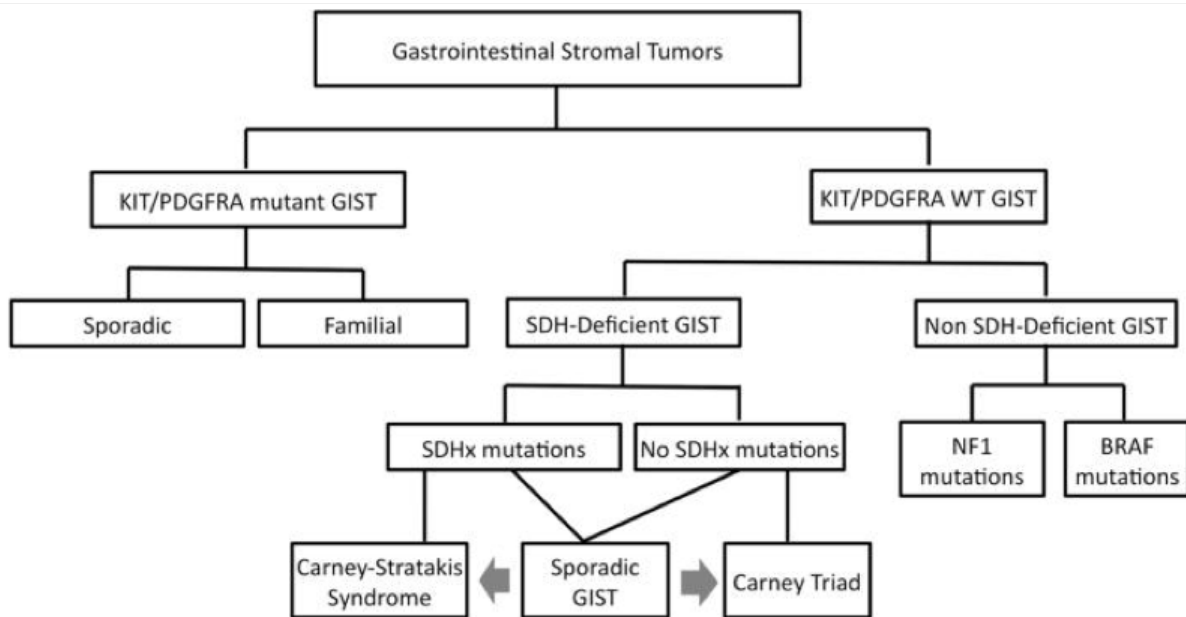 Gastrointestinal Stromal Tumors
KIT/PDGFRA mutant GIST
KIT/PDGFRA WT GIST
Sporadic
Familial
SDH-Deficient GIST
Non SDH-Deficient GIST
SDHx mutations
No SDHx mutations
NF1
mutations
BRAF
mutations
Carney-Stratakis
Syndrome
Sporadic
GIST
Carney Triad